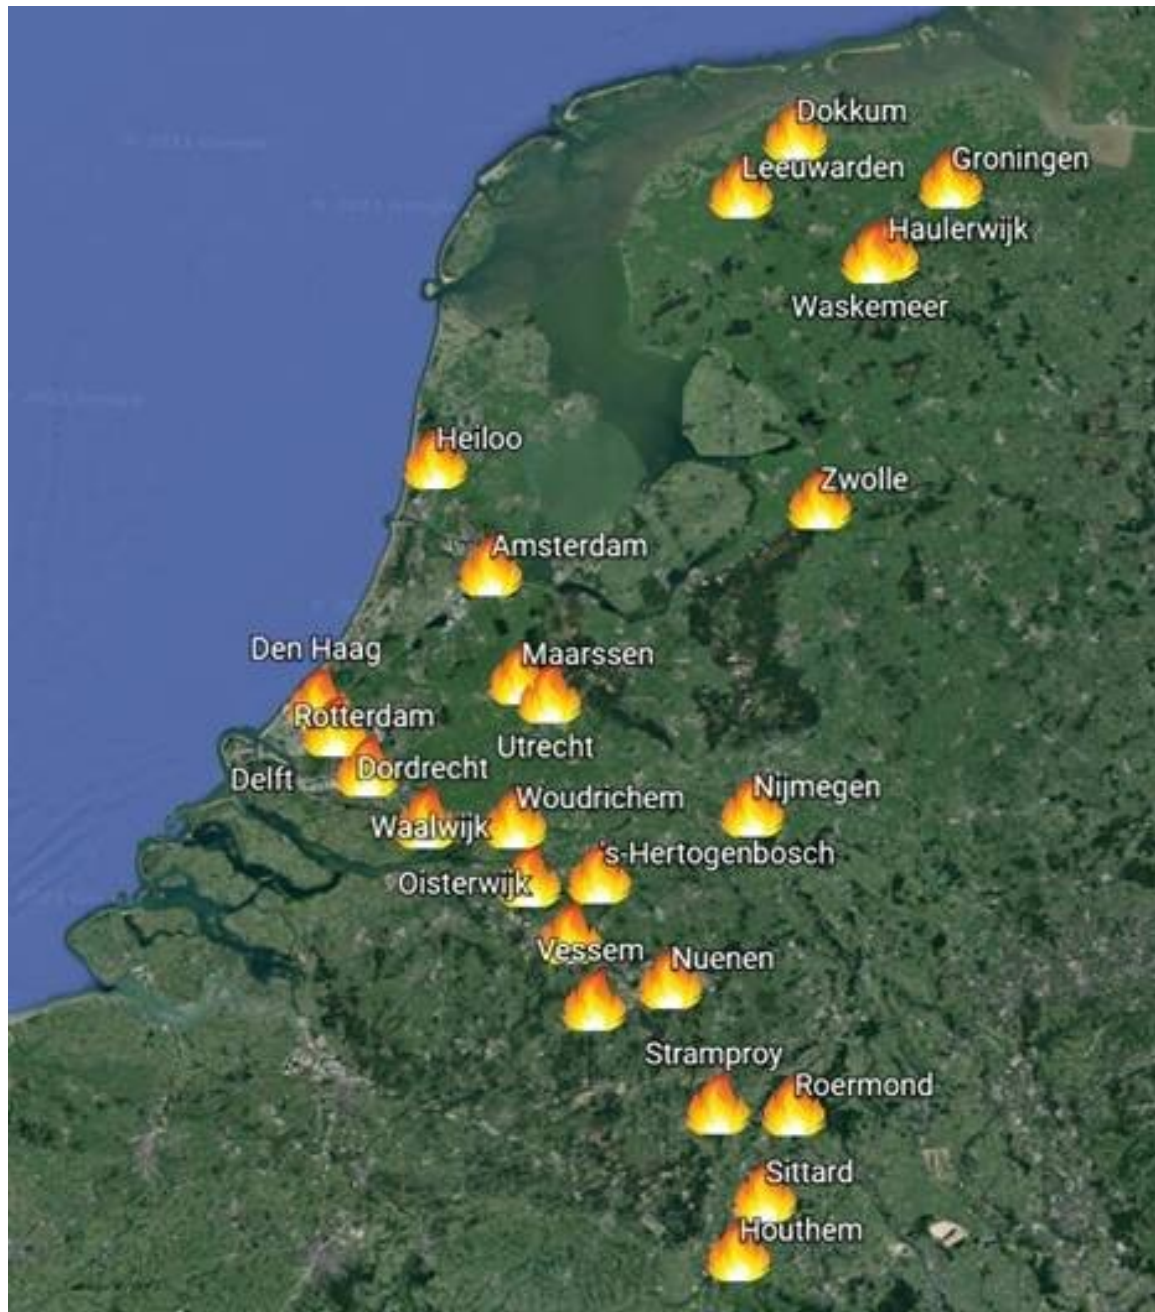 Dokkum
Leeuwarden
Groningen
Haulerwijk
Waskemeer
Heiloo
Zwolle
Amsterdam
Den Haag
Maarssen
Rotterdam
Utrecht
Dordrecht
Delft
Nijmegen
Woudrichem
Waalwijk
's-Hertogenbosch
Oisterwijk
Vessem
Nuenen
Stramproy
Roermond
Sittard
Houthem